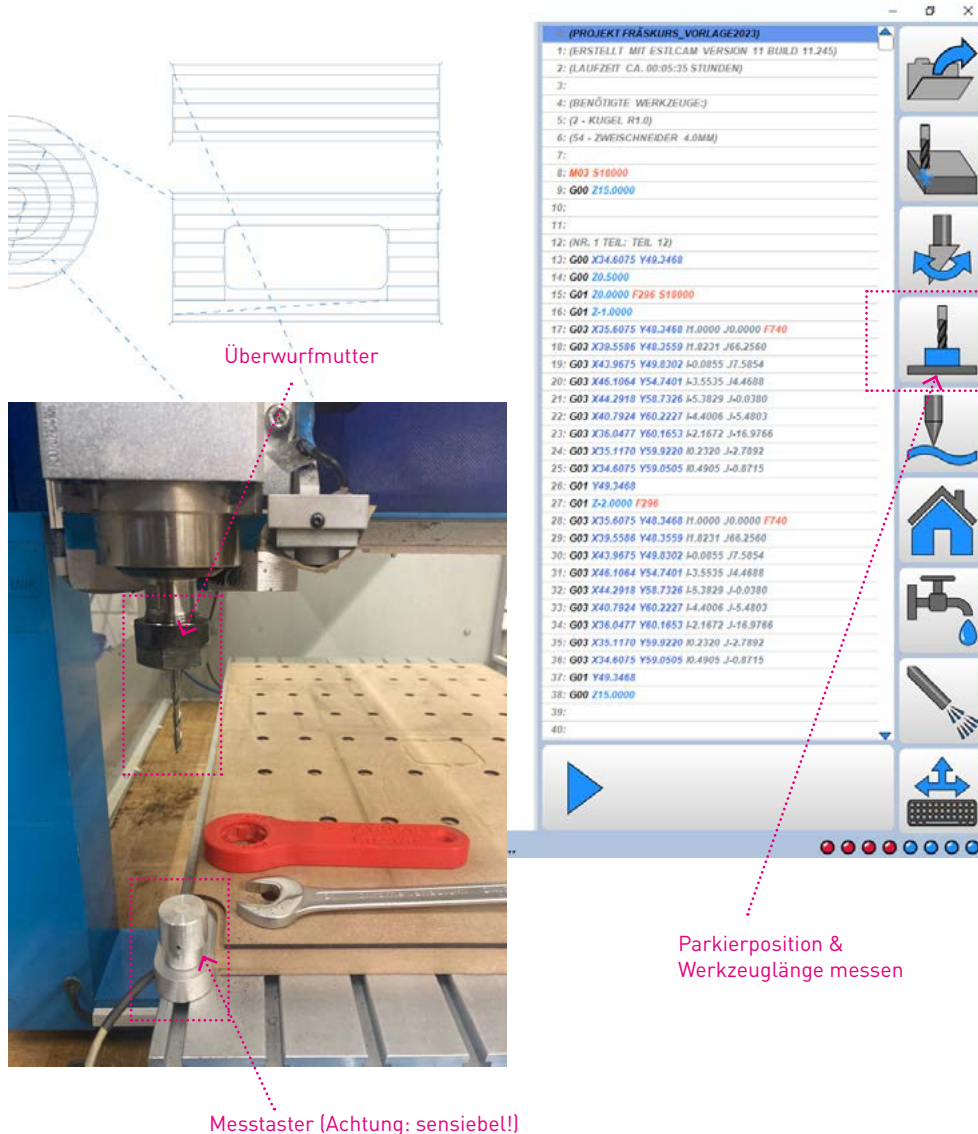 0: (PROJEKT FRÄSKURS_VORLAGE2023)
1: (ERSTELLT MIT ESTLCAM VERSION 11 BUILD 11.245)
2: (LAUFZEIT CA. 00:05:35 STUNDEN)
3:
4: (BENÖTIGTE WERKZEUGE:)
5: (2 - KUGEL R1.0)
6: (54 - ZWEISCHNEIDER 4.0MM)
7:
8: M03 S18000
9: G00 Z15.0000
10:
11:
12: (NR. 1 TEIL: TEIL 12)
13: G00 X34.6075 Y49.3468
14: G00 Z0.5000
15: G01 Z0.0000 F296 S18000
16: G01 Z-1.0000
17: G03 X35.6075 Y48.3468 I1.0000 J0.0000 F740
18: G03 X39.5586 Y48.3559 I1.8231 J66.2560
19: G03 X43.9675 Y49.8302 I-0.0855 J7.5854
20: G03 X46.1064 Y54.7401 I-3.5535 J4.4688
21: G03 X44.2918 Y58.7326 I-5.3829 J-0.0380
22: G03 X40.7924 Y60.2227 I-4.4006 J-5.4803
23: G03 X36.0477 Y60.1653 I-2.1672 J-16.9766
24: G03 X35.1170 Y59.9220 I0.2320 J-2.7892
25: G03 X34.6075 Y59.0505 I0.4905 J-0.8715
26: G01 Y49.3468
27: G01 Z-2.0000 F296
28: G03 X35.6075 Y48.3468 I1.0000 J0.0000 F740
29: G03 X39.5586 Y48.3559 I1.8231 J66.2560
30: G03 X43.9675 Y49.8302 I-0.0855 J7.5854
31: G03 X46.1064 Y54.7401 I-3.5535 J4.4688
32: G03 X44.2918 Y58.7326 I-5.3829 J-0.0380
33: G03 X40.7924 Y60.2227 I-4.4006 J-5.4803
34: G03 X36.0477 Y60.1653 I-2.1672 J-16.9766
35: G03 X35.1170 Y59.9220 I0.2320 J-2.7892
36: G03 X34.6075 Y59.0505 I0.4905 J-0.8715
37: G01 Y49.3468
38: G00 Z15.0000
39:
40:
Überwurfmutter
Parkierposition &
Werkzeuglänge messen
Messtaster (Achtung: sensiebel!)